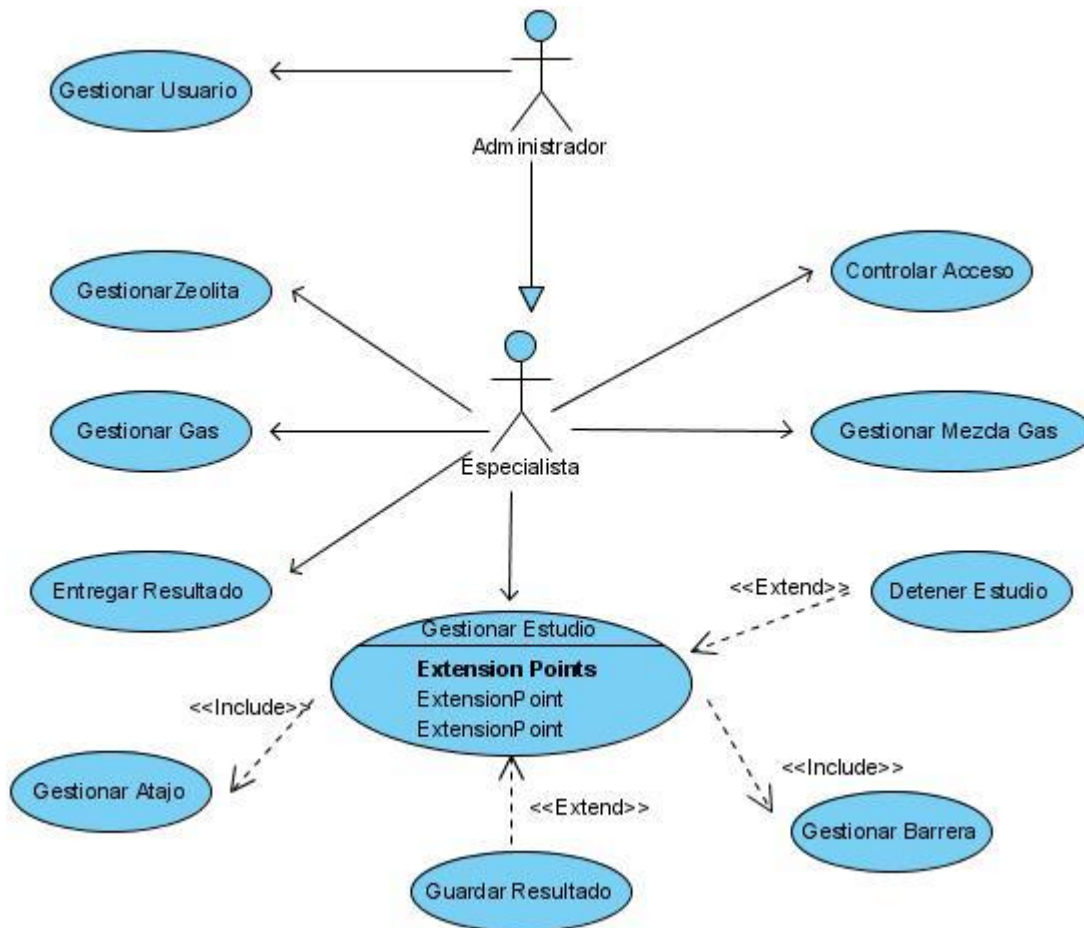 Gestionar Usuario
Administrador
GestionarZeolita
Controlar Acceso
Gestionar Gas
Gestionar Mezcla Gas
Especialista
Entregar Resultado
<<Extend>>
Detener Estudio
Gestionar Estudio
Extension Points
ExtensionPoint
ExtensionPoint
<<Include>>
Gestionar Atajo
<<Include>>
<<Extend>>
Gestionar Barrera
Guardar Resultado